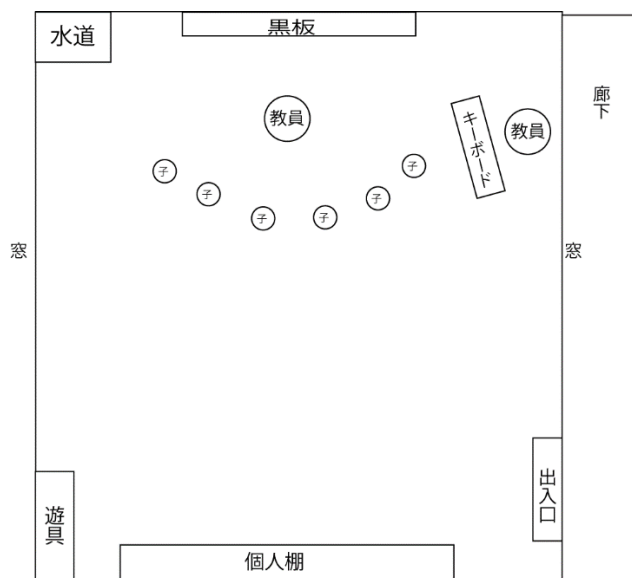 水道
黒板
廊下
教員
キーボード
教員
子
子
子
子
子
子
窓
窓
出入口
遊具
個人棚